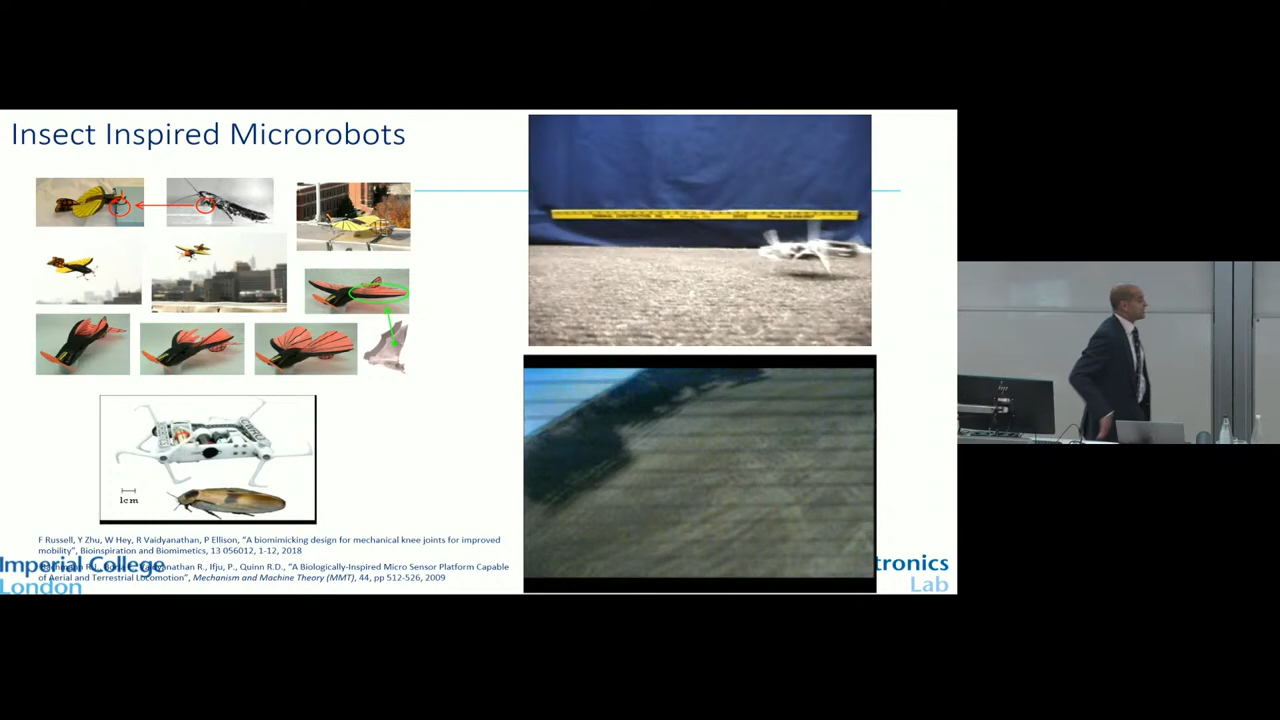 Insect Inspired Microrobots
1cm
F Russell, Y Zhu, W Hey, R Vaidyanathan, P Ellison, "A biomimicking design for mechanical knee joints for improved
mobility", Bioinspiration and Biomimetics, 13 056012, 1-12, 2018
R., Ifju, P., Quinn R.D., "A Biologically-Inspired Micro Sensor Platform Capable
of Aerial and Terrestrial Locomotion", Mechanism and Machine Theory (MMT), 44, pp 512-526, 2009
Imperial College
London
tronics
Lab